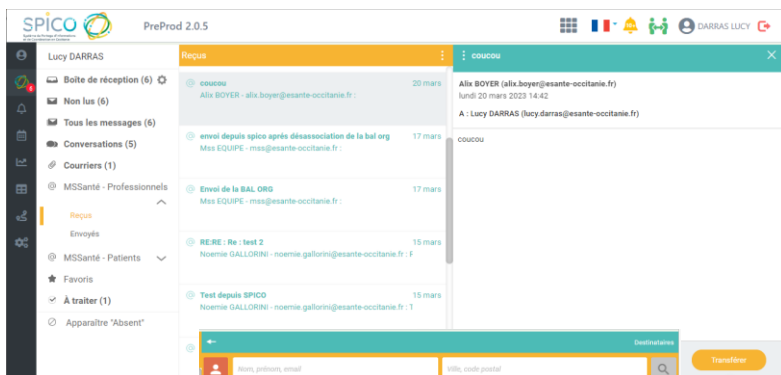 SPICO
PreProd 2.0.5
DARRAS LUCY
Lucy DARRAS
Boîte de réception (6)
Non lus (6)
Tous les messages (6)
Conversations (5)
Courriers (1)
MSSanté - Professionnels
Reçus
Envoyés
MSSanté - Patients
Favoris
À traiter (1)
Apparaître "Absent"
Reçus
coucou 20 mars
Alix BOYER - alix.boyer@esante-occitanie.fr :
envoi depuis spico après désassociation de la bal org 17 mars
Mss EQUIPE - mss@esante-occitanie.fr :
Envoi de la BAL ORG 17 mars
Mss EQUIPE - mss@esante-occitanie.fr :
RE:RE : Re : test 2 15 mars
Noemie GALLORINI - noemie.gallorini@esante-occitanie.fr : F
Test depuis SPICO 15 mars
Noemie GALLORINI - noemie.gallorini@esante-occitanie.fr : T
coucou
Alix BOYER (alix.boyer@esante-occitanie.fr)
lundi 20 mars 2023 14:42
A : Lucy DARRAS (lucy.darras@esante-occitanie.fr)
coucou
Destinataires
Nom, prénom, email
Ville, code postal
Transférer